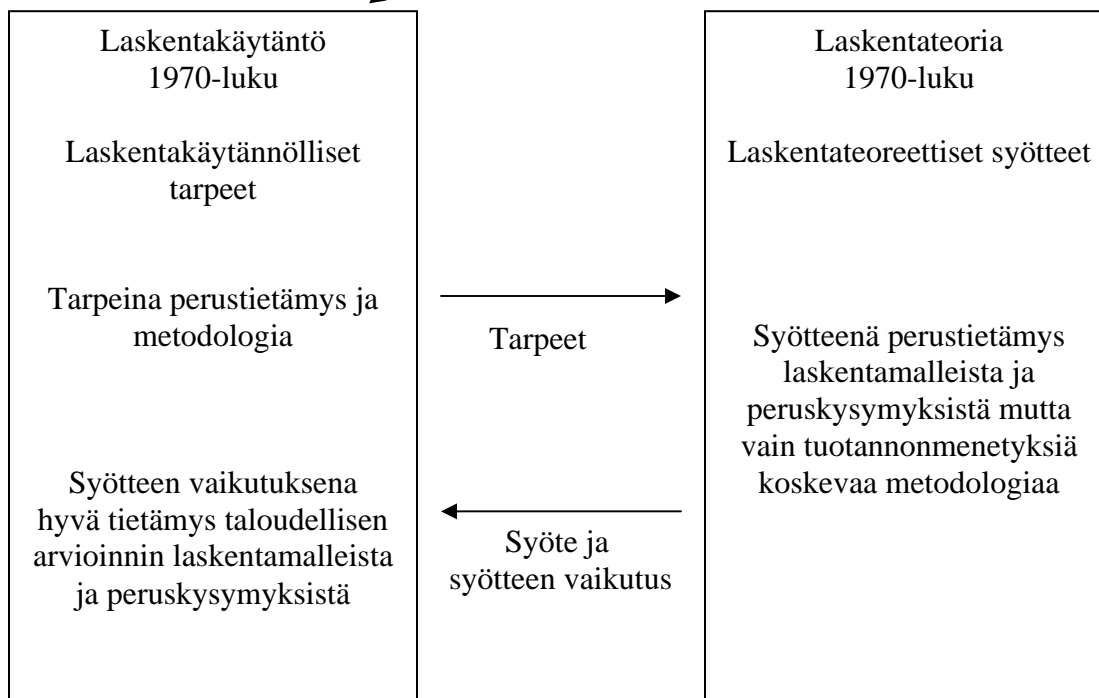 Laskentakäytäntö
1970-luku
Laskentakäytännölliset
tarpeet
Tarpeina perustietämys ja
metodologia
Syötteen vaikutuksena
hyvä tietämys taloudellisen
arvioinnin laskentamalleista
ja peruskysymyksistä
Tarpeet
Syöte ja
syötteen vaikutus
Laskentateoria
1970-luku
Laskentateoreettiset syötteet
Syötteenä perustietämys
laskentamalleista ja
peruskysymyksistä mutta
vain tuotannonmenetyksiä
koskevaa metodologiaa